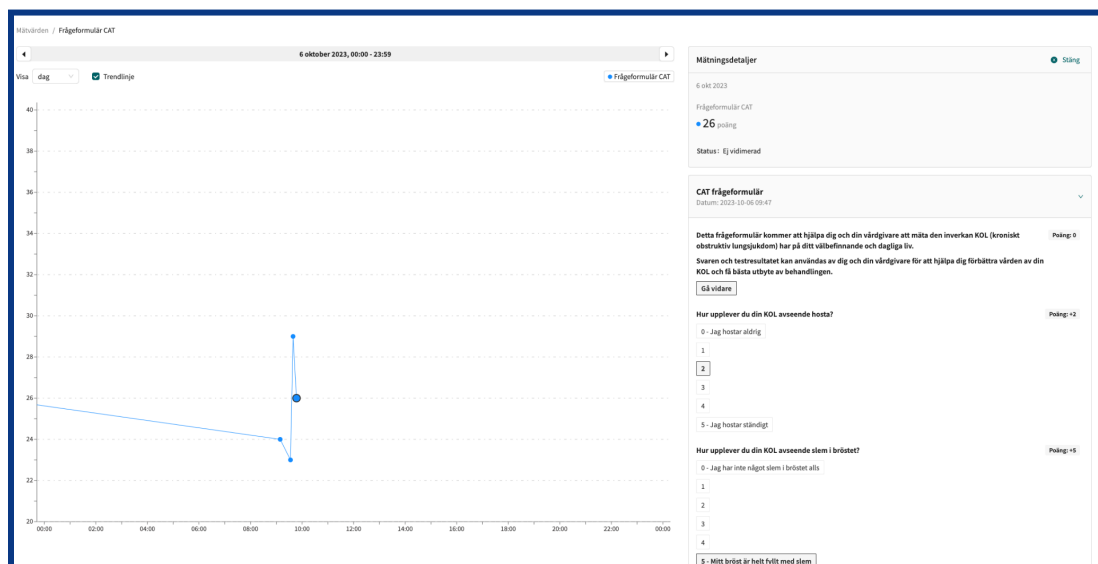 Mätvärden / Frågeformulär CAT
6 oktober 2023, 00:00 - 23:59
Visa dag Trendlinje Frågeformulär CAT
40
38
36
34
32
30
28
26
24
22
20
00:00 02:00 04:00 06:00 08:00 10:00 12:00 14:00 16:00 18:00 20:00 22:00 00:00
Mätningsdetaljer Stäng
6 okt 2023
Frågeformulär CAT
26 poäng
Status: Ej vidimerad
CAT frågeformulär
Datum: 2023-10-06 09:47
Detta frågeformulär kommer att hjälpa dig och din vårdgivare att mäta den inverkan KOL (kroniskt Poäng: 0
obstruktiv lungsjukdom) har på ditt välbefinnande och dagliga liv.
Svaren och testresultatet kan användas av dig och din vårdgivare för att hjälpa dig förbättra vården av din
KOL och få bästa utbyte av behandlingen.
Gå vidare
Hur upplever du din KOL avseende hosta? Poäng: +2
0 - Jag hostar aldrig
1
2
3
4
5 - Jag hostar ständigt
Hur upplever du din KOL avseende slem i bröstet? Poäng: +5
0 - Jag har inte något slem i bröstet alls
1
2
3
4
5 - Mitt bröst är helt fyllt med slem